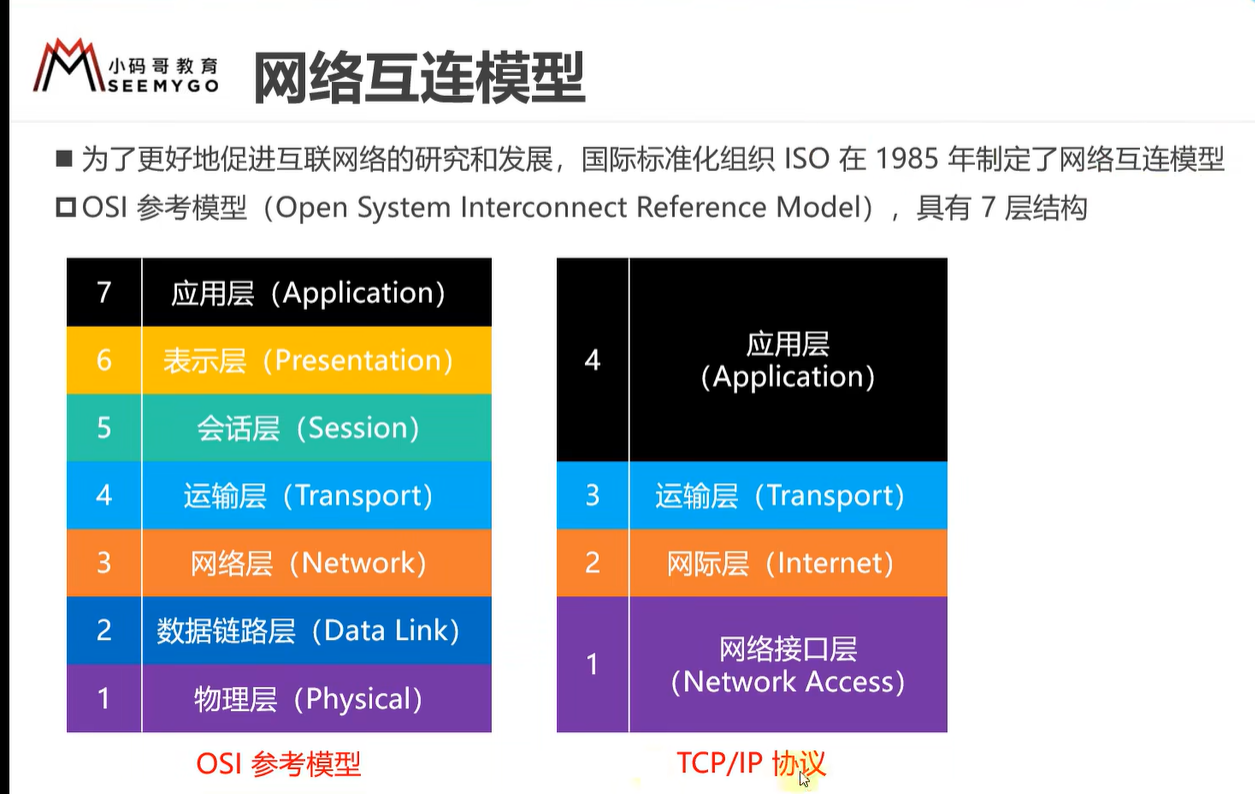 小码哥教育
SEEMYGO
网络互连模型
为了更好地促进互联网络的研究和发展，国际标准化组织 ISO 在 1985 年制定了网络互连模型
OSI 参考模型（Open System Interconnect Reference Model），具有 7 层结构
7 应用层（Application）
6 表示层（Presentation）
5 会话层（Session）
4 运输层（Transport）
3 网络层（Network）
2 数据链路层（Data Link）
1 物理层（Physical）
OSI 参考模型
4 应用层
（Application）
3 运输层（Transport）
2 网际层（Internet）
1 网络接口层
（Network Access）
TCP/IP 协议